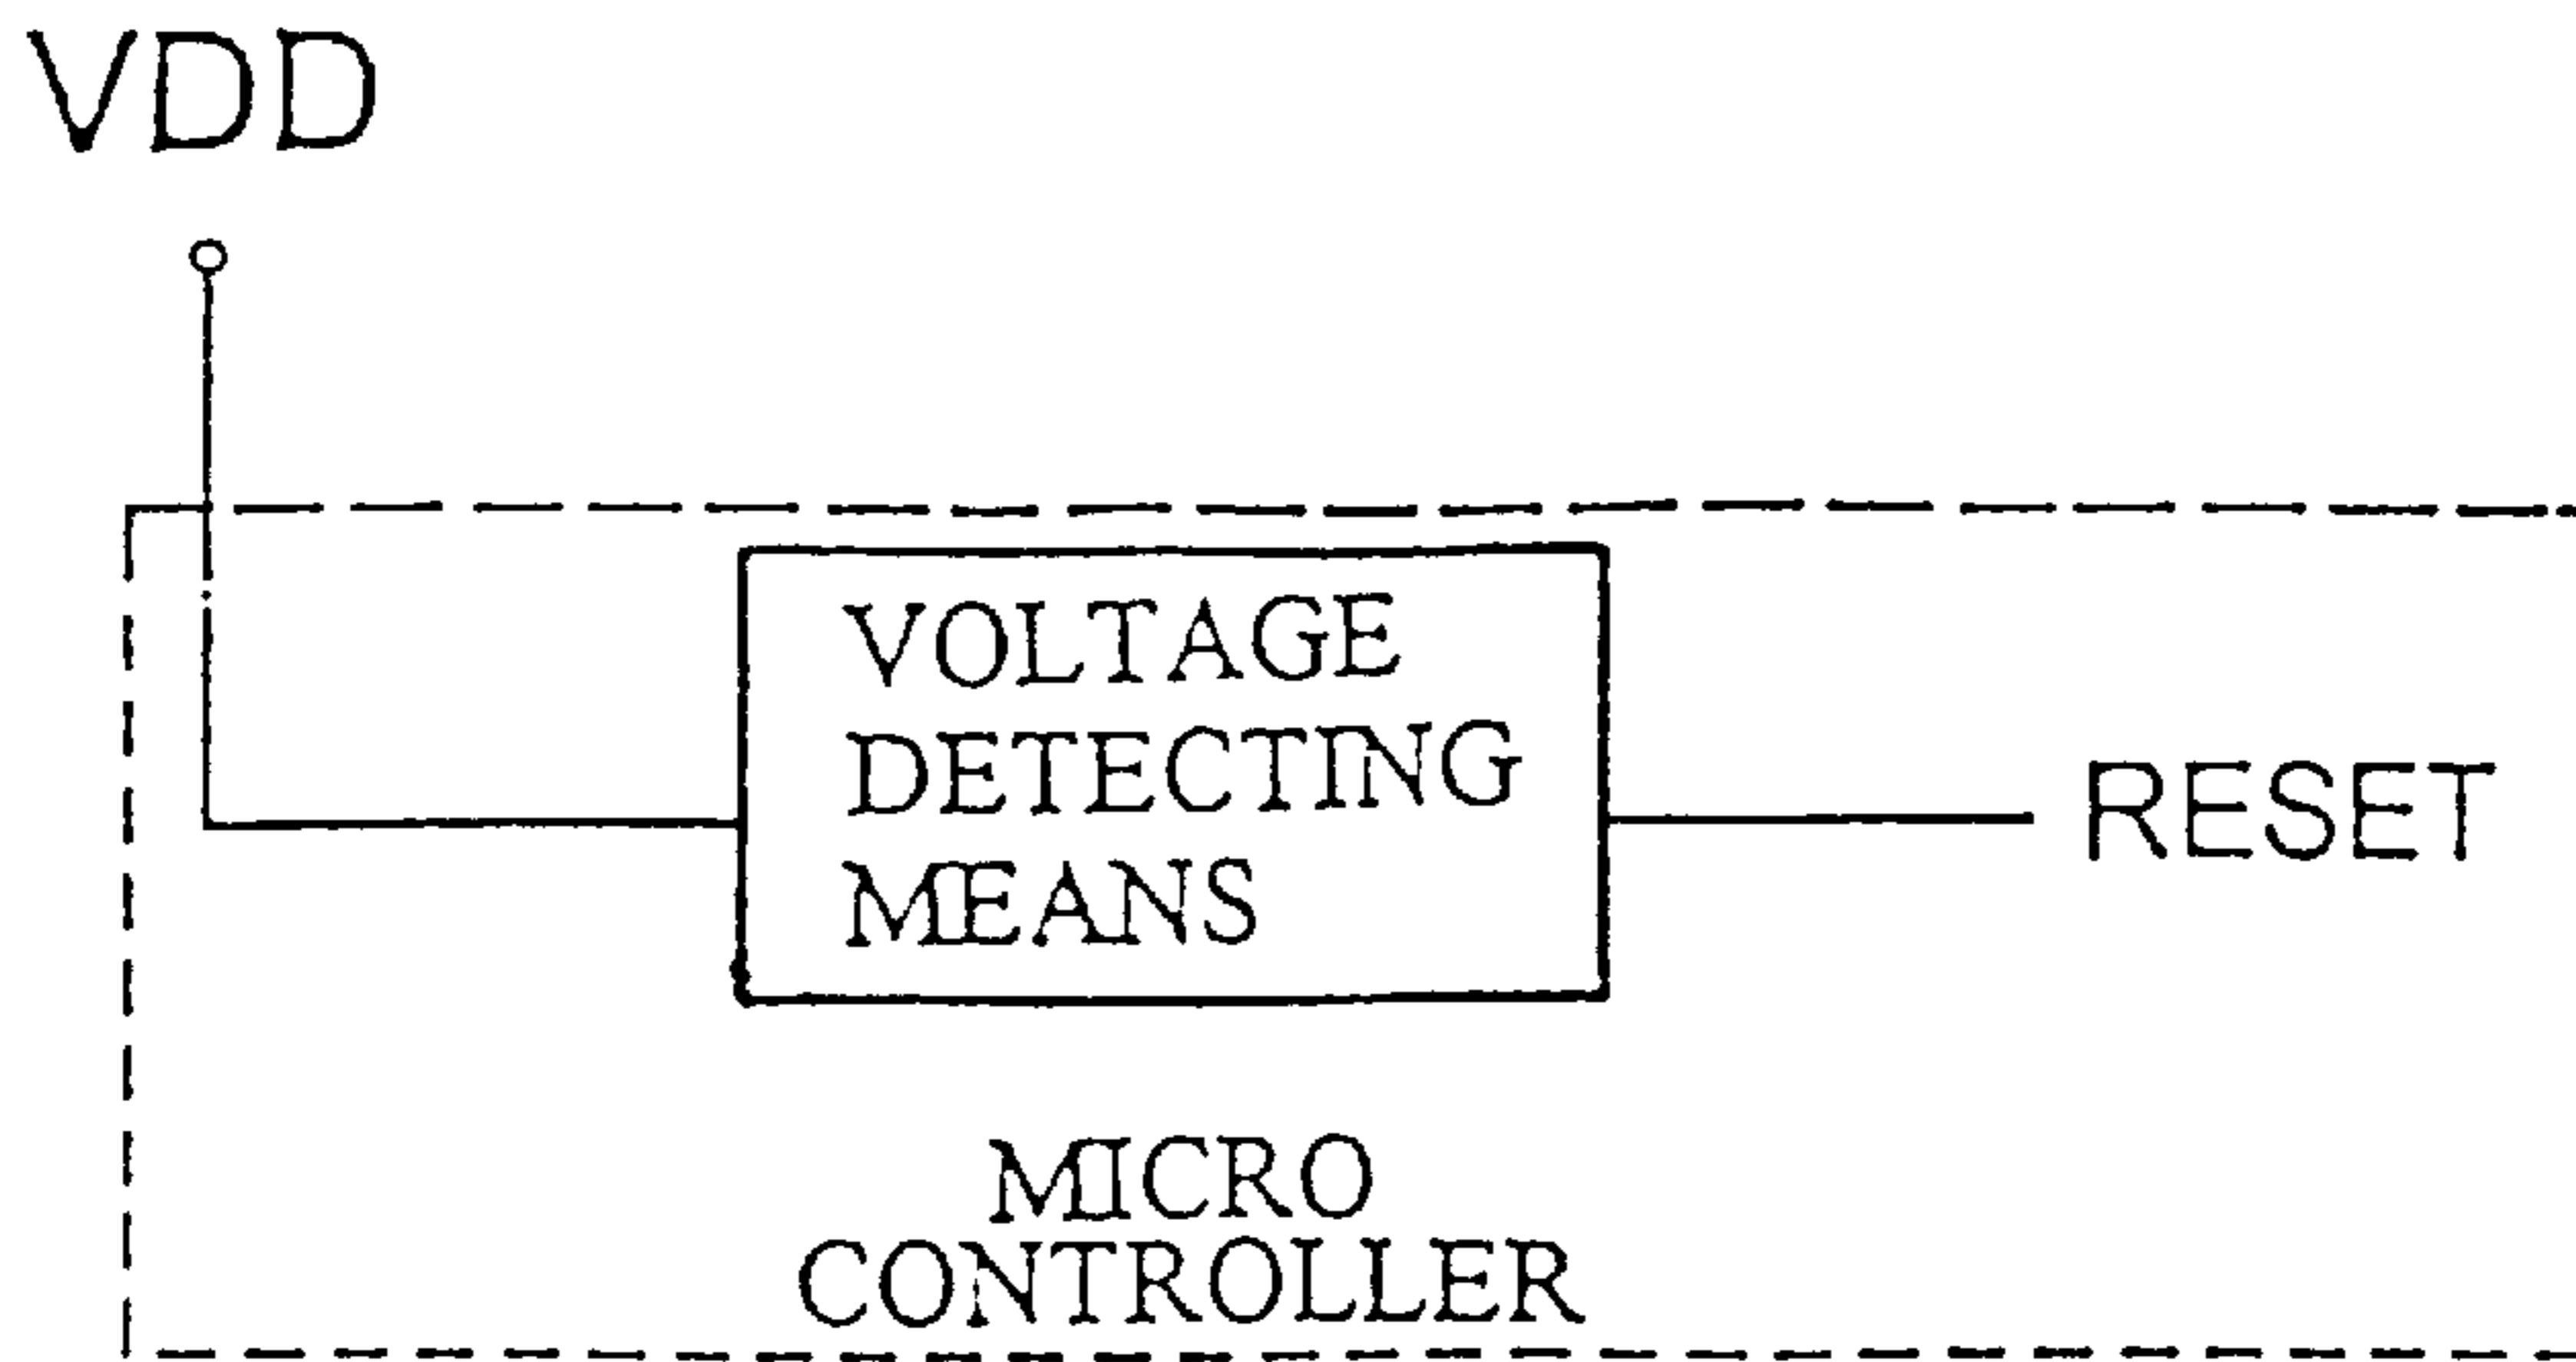 VDD
VOLTAGE
DETECTING
MEANS
RESET
MICRO
CONTROLLER